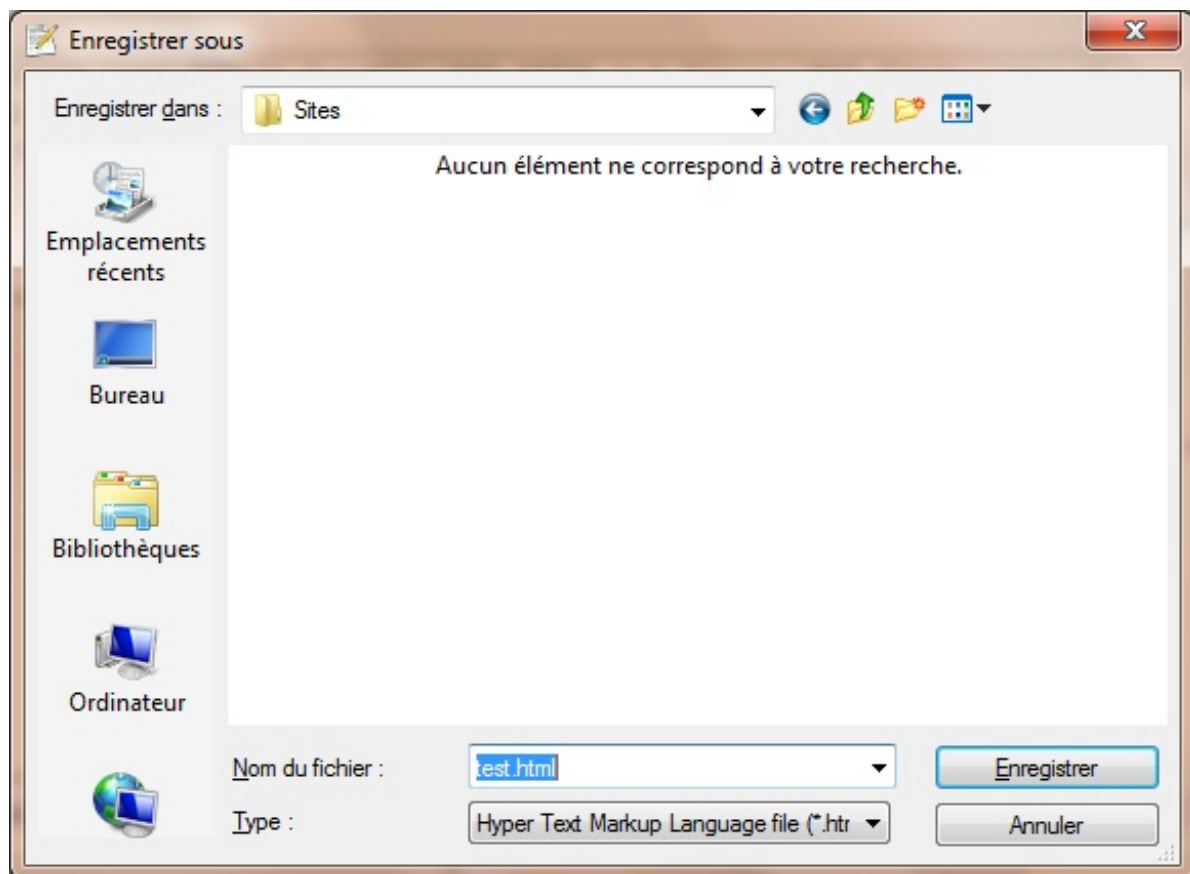 Enregistrer sous
Enregistrer dans :
Sites
Aucun élément ne correspond à votre recherche.
Emplacements
récents
Bureau
Bibliothèques
Ordinateur
Nom du fichier :
test.html
Enregistrer
Type :
Hyper Text Markup Language file (*.htr
Annuler